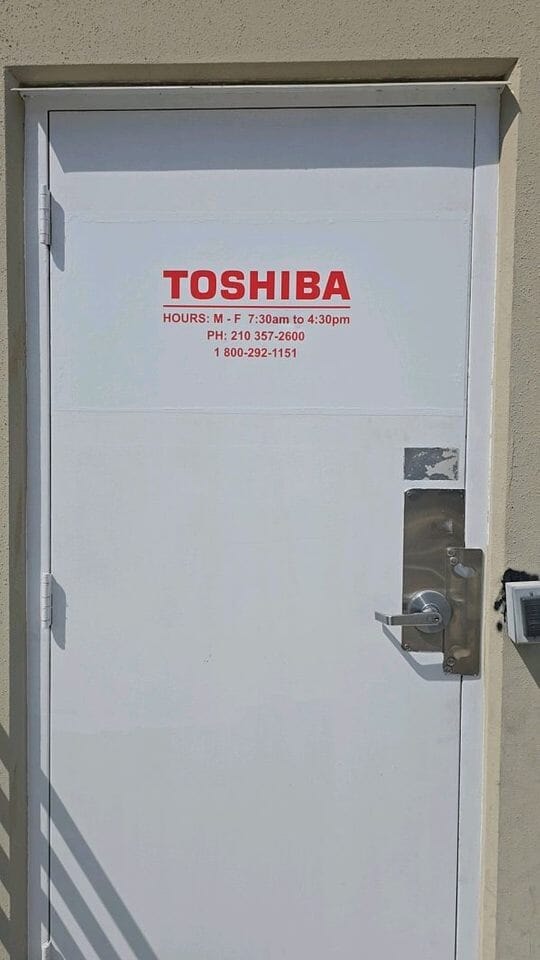 TOSHIBA
HOURS: M - F 7:30am to 4:30pm
PH: 210 357-2600
1 800-292-1151